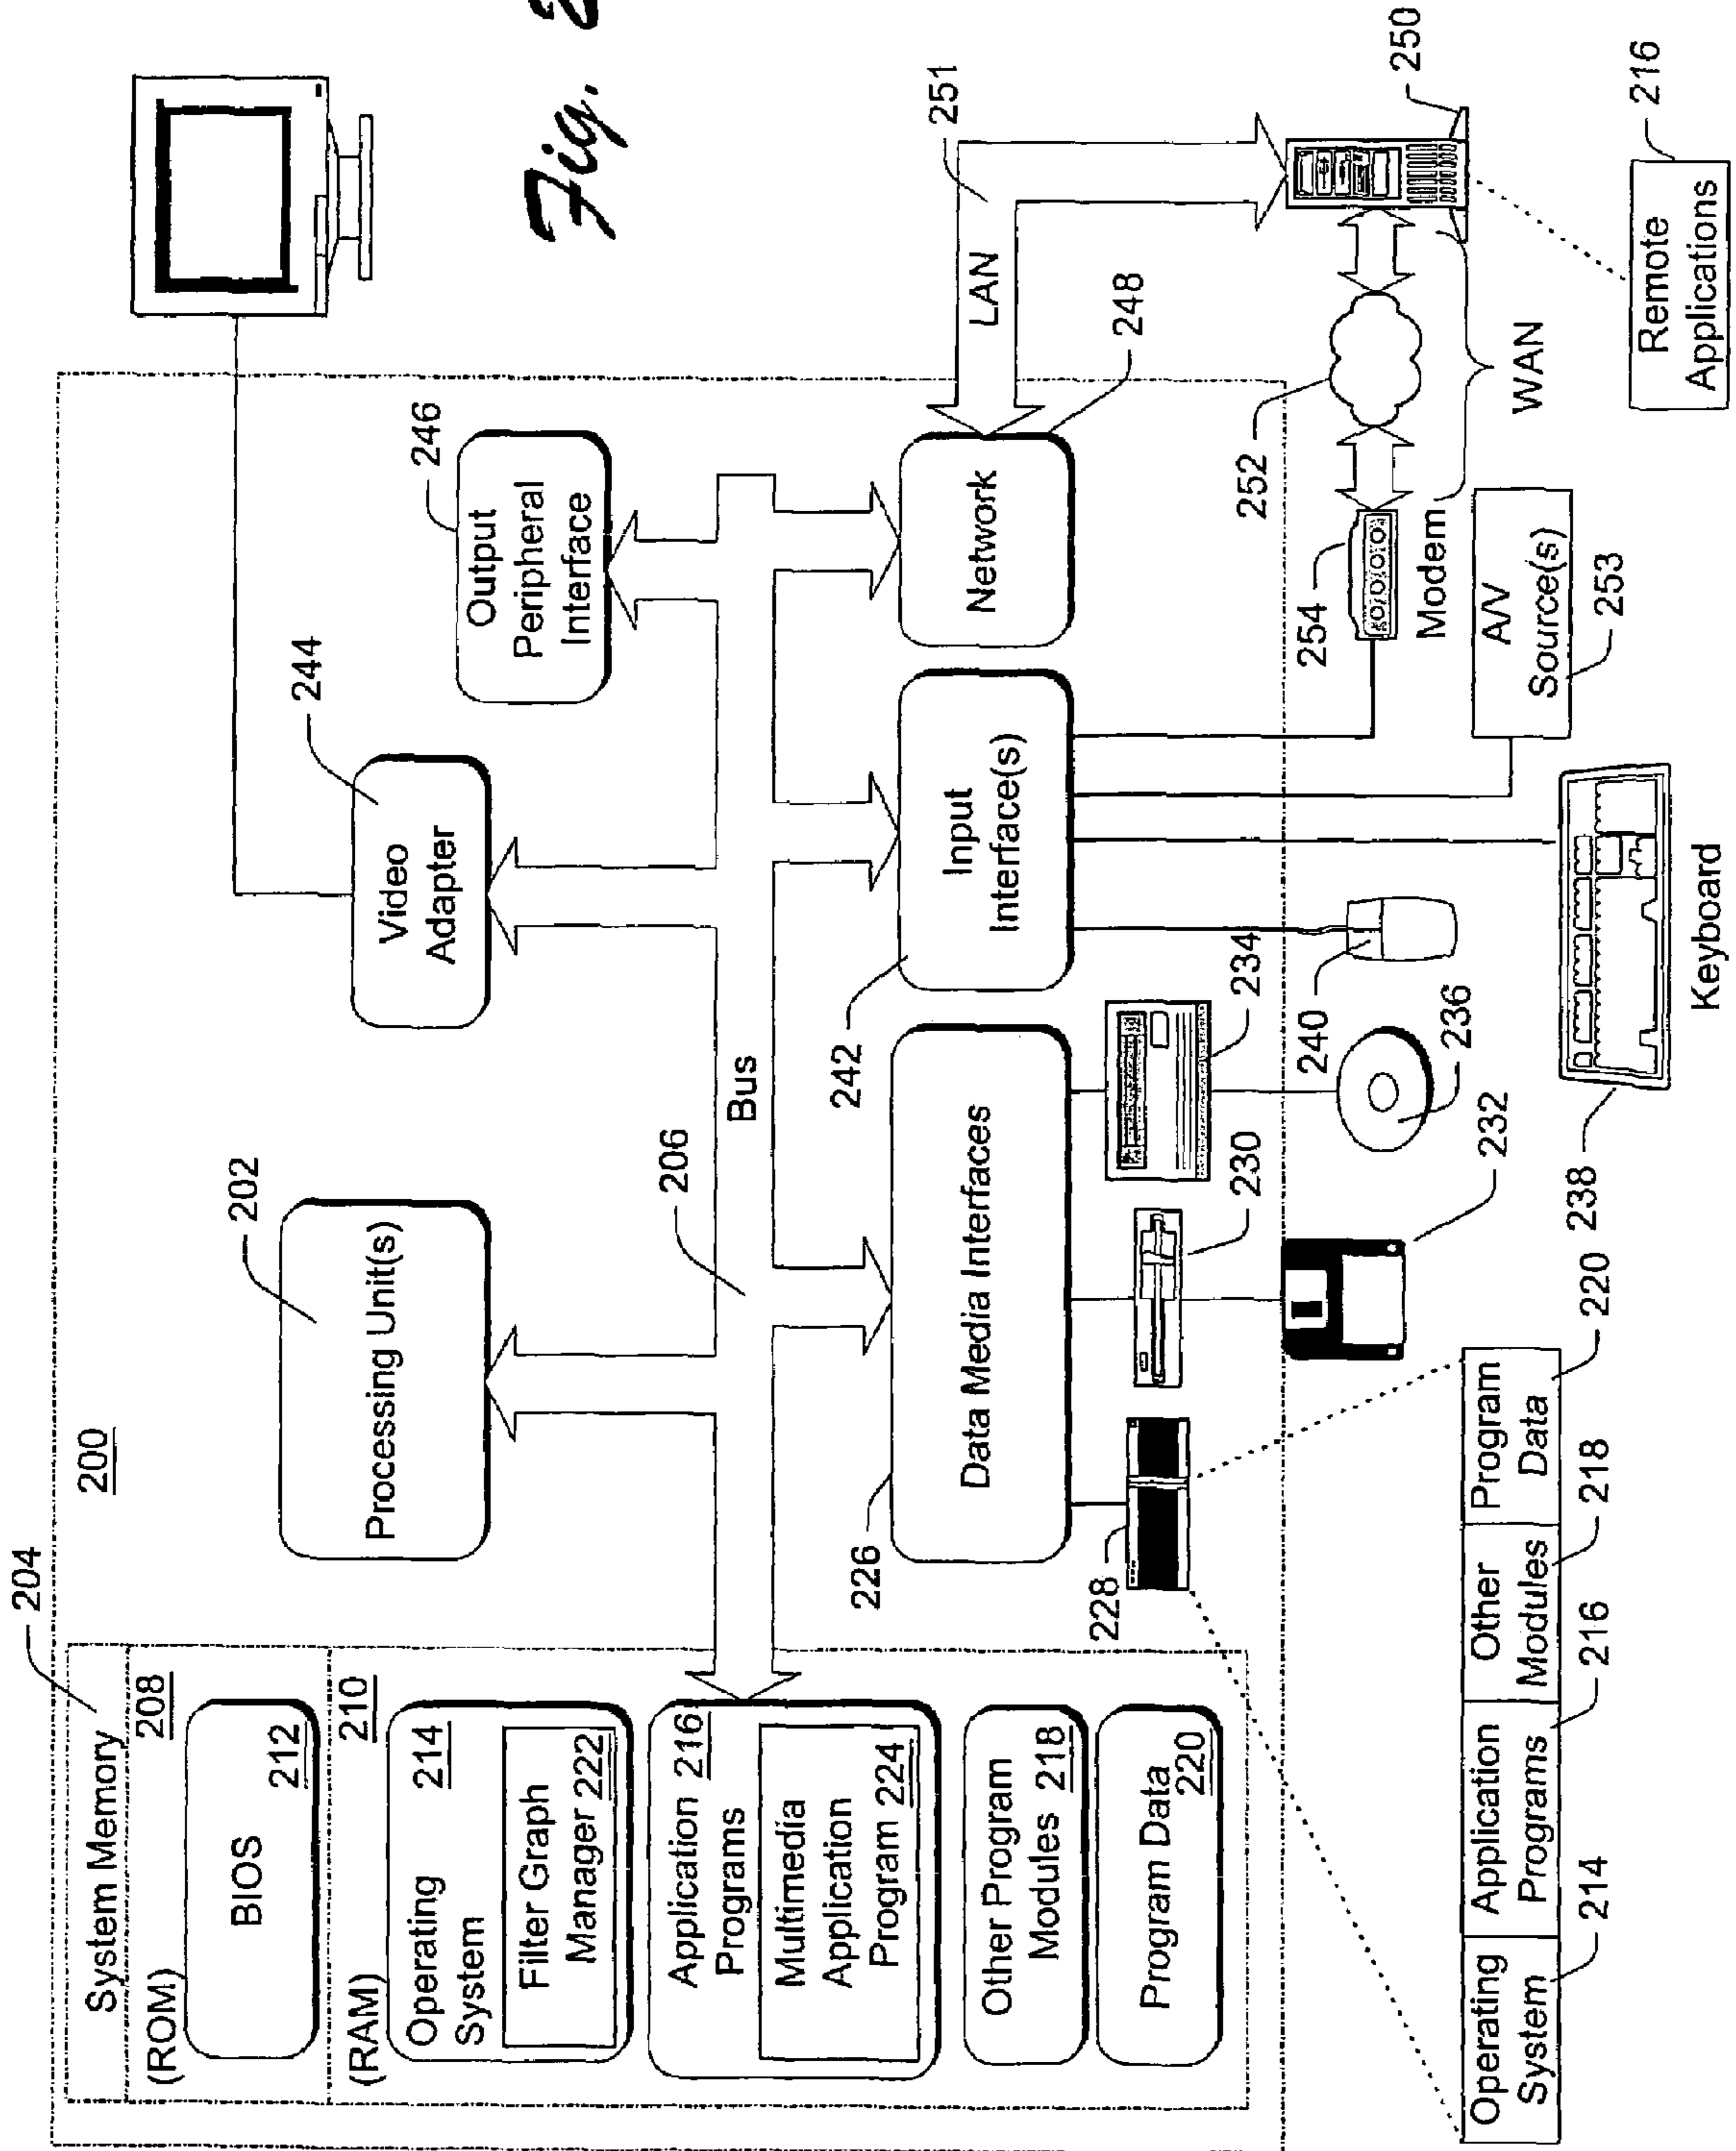 Fig. 2
200
204
System Memory
(ROM) 208
BIOS
212
(RAM) 210
Operating
System
214
Filter Graph
Manager 222
Application
Programs
216
Multimedia
Application
Program 224
Other Program
Modules 218
Program Data
220
202
Processing Unit(s)
244
Video
Adapter
246
Output
Peripheral
Interface
206
Bus
226
Data Media Interfaces
242
Input
Interface(s)
Network
248
LAN
251
228
230
234
232
236
240
238
Keyboard
254
Modem
252
WAN
250
A/V
Source(s)
253
Remote
Applications
216
Operating
System
214
Application
Programs
216
Other
Modules
218
Program
Data
220